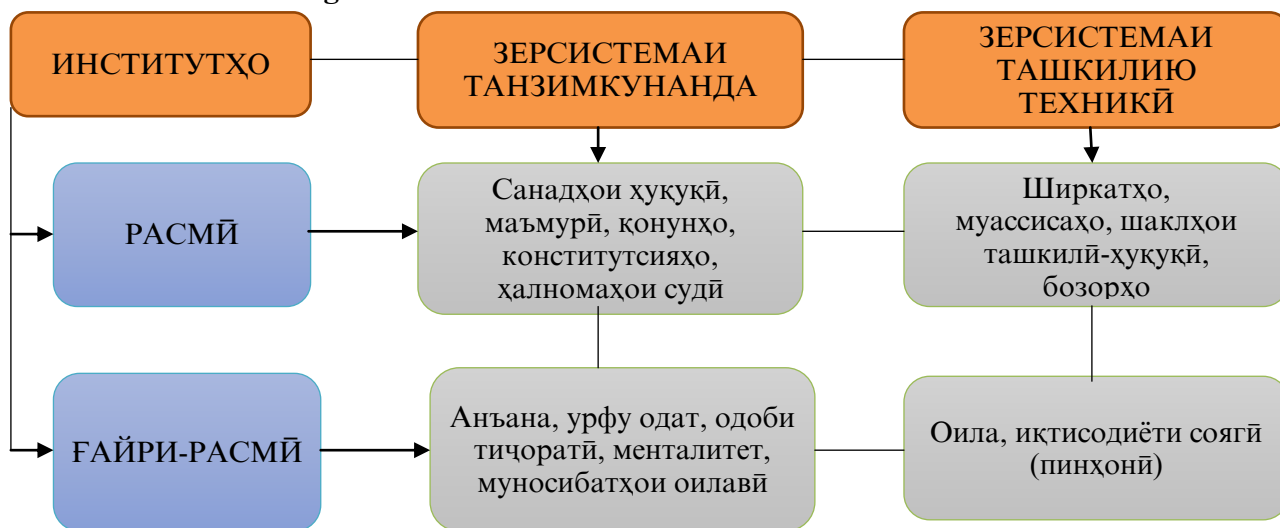 ИНСТИТУТҲО
ЗЕРСИСТЕМАИ
ТАНЗИМКУНАНДА
ЗЕРСИСТЕМАИ
ТАШКИЛИЮ
ТЕХНИКӢ
РАСМӢ
Санадҳои ҳуқуқӣ,
маъмурӣ, қонунҳо,
конститутсияҳо,
ҳалномаҳои судӣ
Ширкатҳо,
муассисаҳо, шаклҳои
ташкилӣ-ҳуқуқӣ,
бозорҳо
ҒАЙРИ-РАСМӢ
Анъана, урфу одат, одоби
тиҷоратӣ, менталитет,
муносибатҳои оилавӣ
Оила, иқтисодиёти соягӣ
(пинҳонӣ)